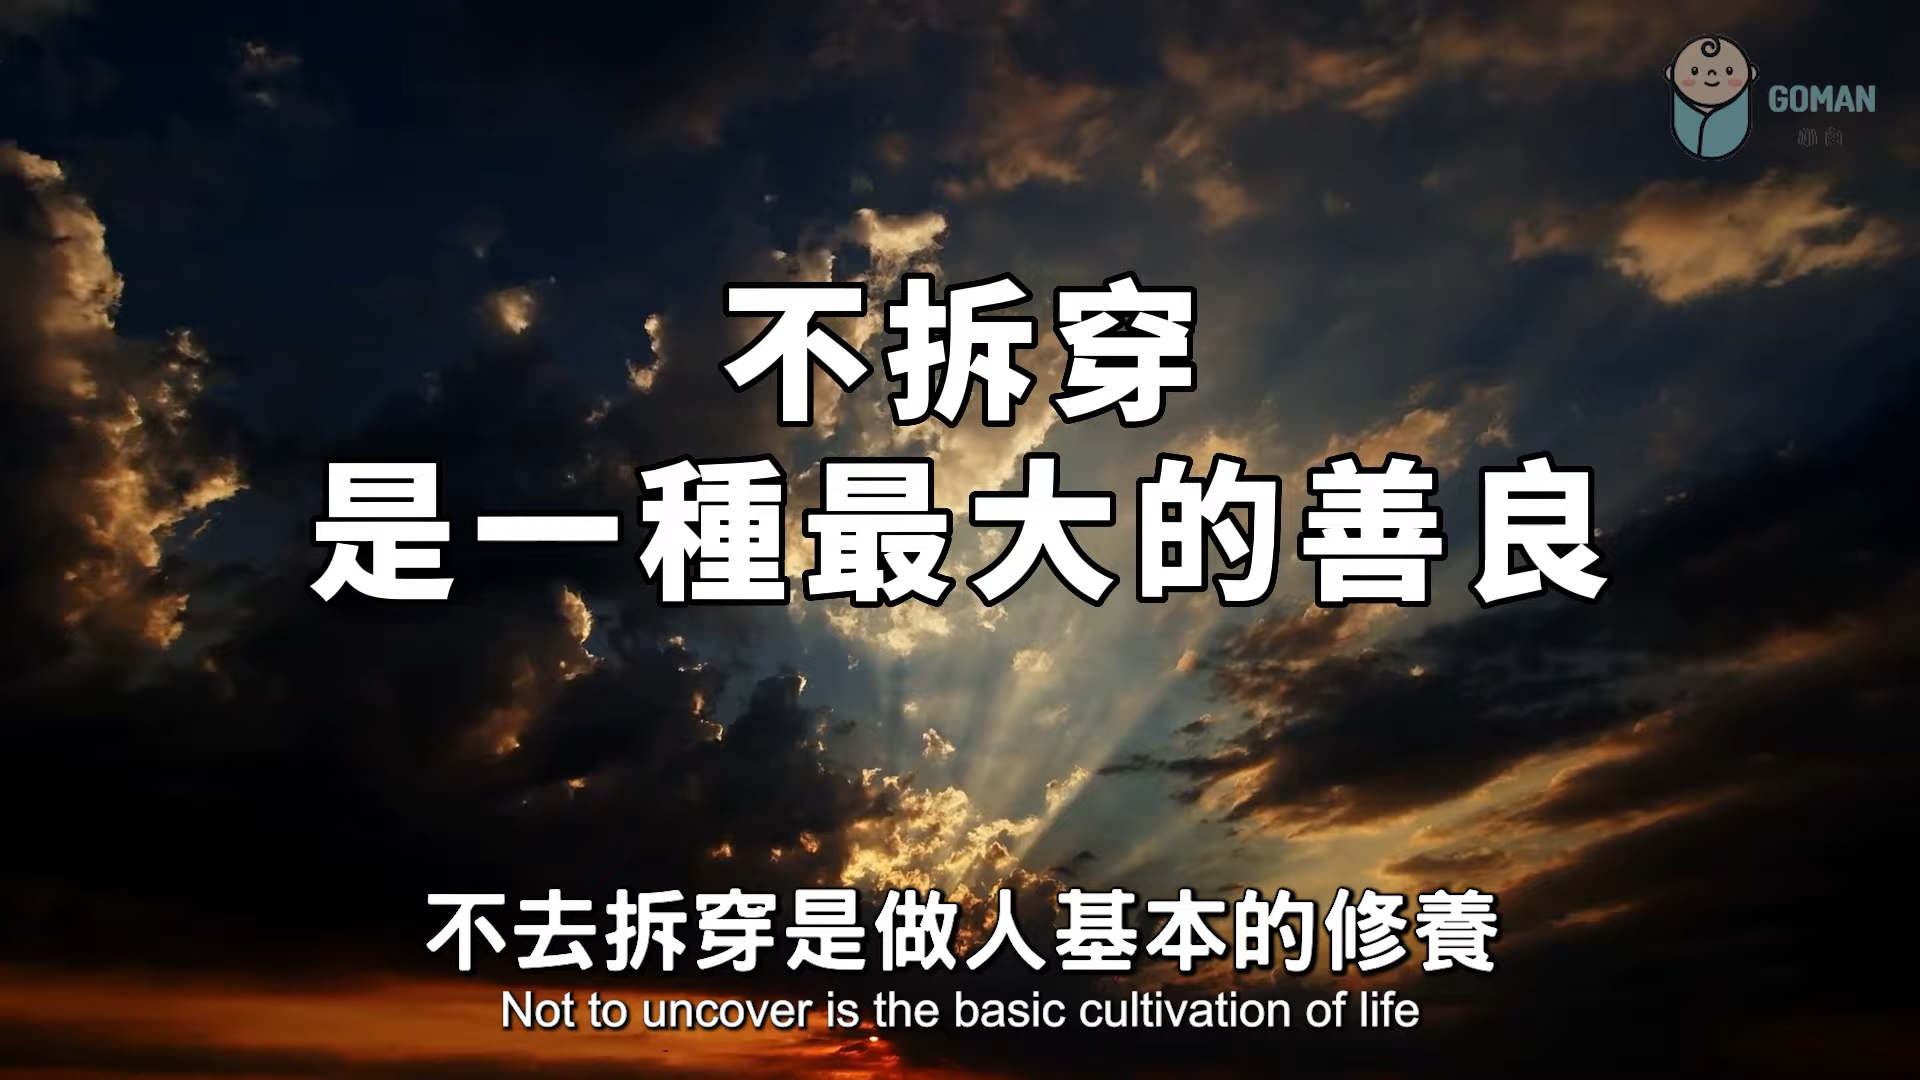 GOMAN
不拆穿
是一種最大的善良
不去拆穿是做人基本的修養
Not to uncover is the basic cultivation of life